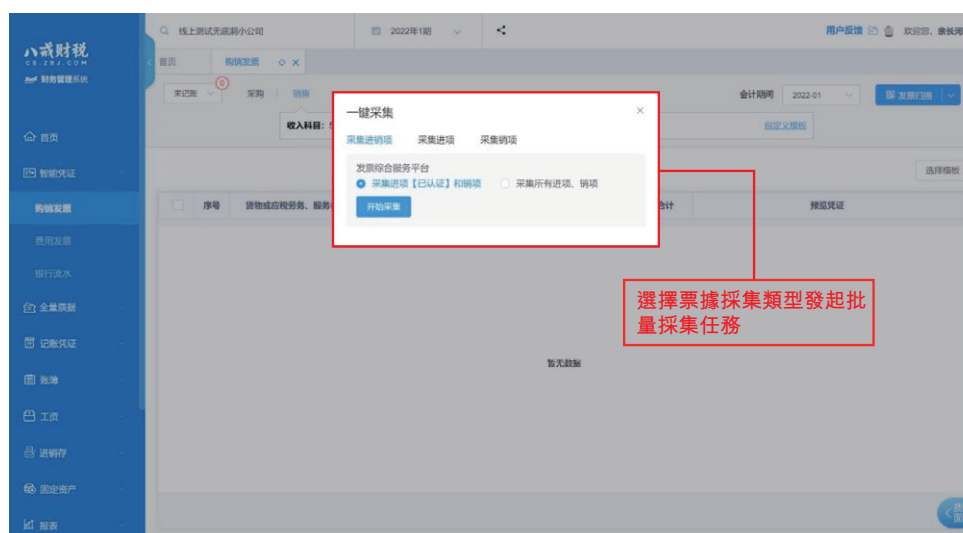 线上测试无底洞小公司
2022年1期
用户反馈
欢迎您，余长河
八戒财税
CS.ZBJ.COM
财务管理系统
首页
购销发票
未记账
0
采购
销售
会计期间
2022-01
发票归档
收入科目：
自定义模板
首页
智能凭证
购销发票
费用发票
银行流水
全量票据
记账凭证
账簿
工资
进销存
固定资产
报表
一键采集
采集进销项 采集进项 采集销项
发票综合服务平台
采集进项【已认证】和销项 采集所有进项、销项
开始采集
选择模板
序号 货物或应税劳务、服务 合计 预览凭证
选擇票據採集類型發起批
量採集任務
暂无数据